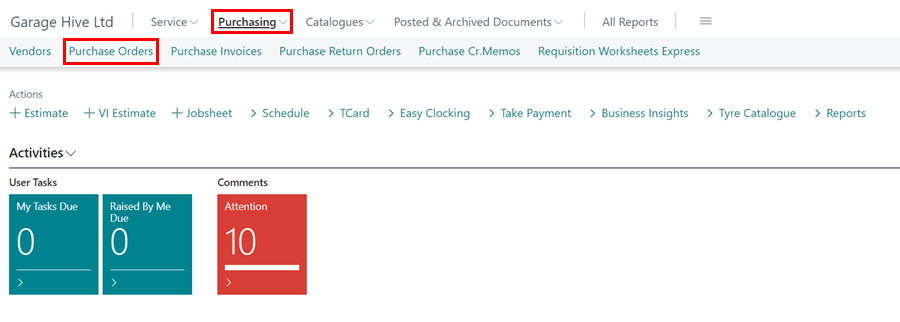 Garage Hive Ltd Service Purchasing Catalogues Posted & Archived Documents All Reports
Vendors Purchase Orders Purchase Invoices Purchase Return Orders Purchase Cr.Memos Requisition Worksheets Express
Actions
+ Estimate + VI Estimate + Jobsheet > Schedule > TCard > Easy Clocking > Take Payment > Business Insights > Tyre Catalogue > Reports
Activities
User Tasks Comments
My Tasks Due Raised By Me Attention
Due
0 0 10
> > >